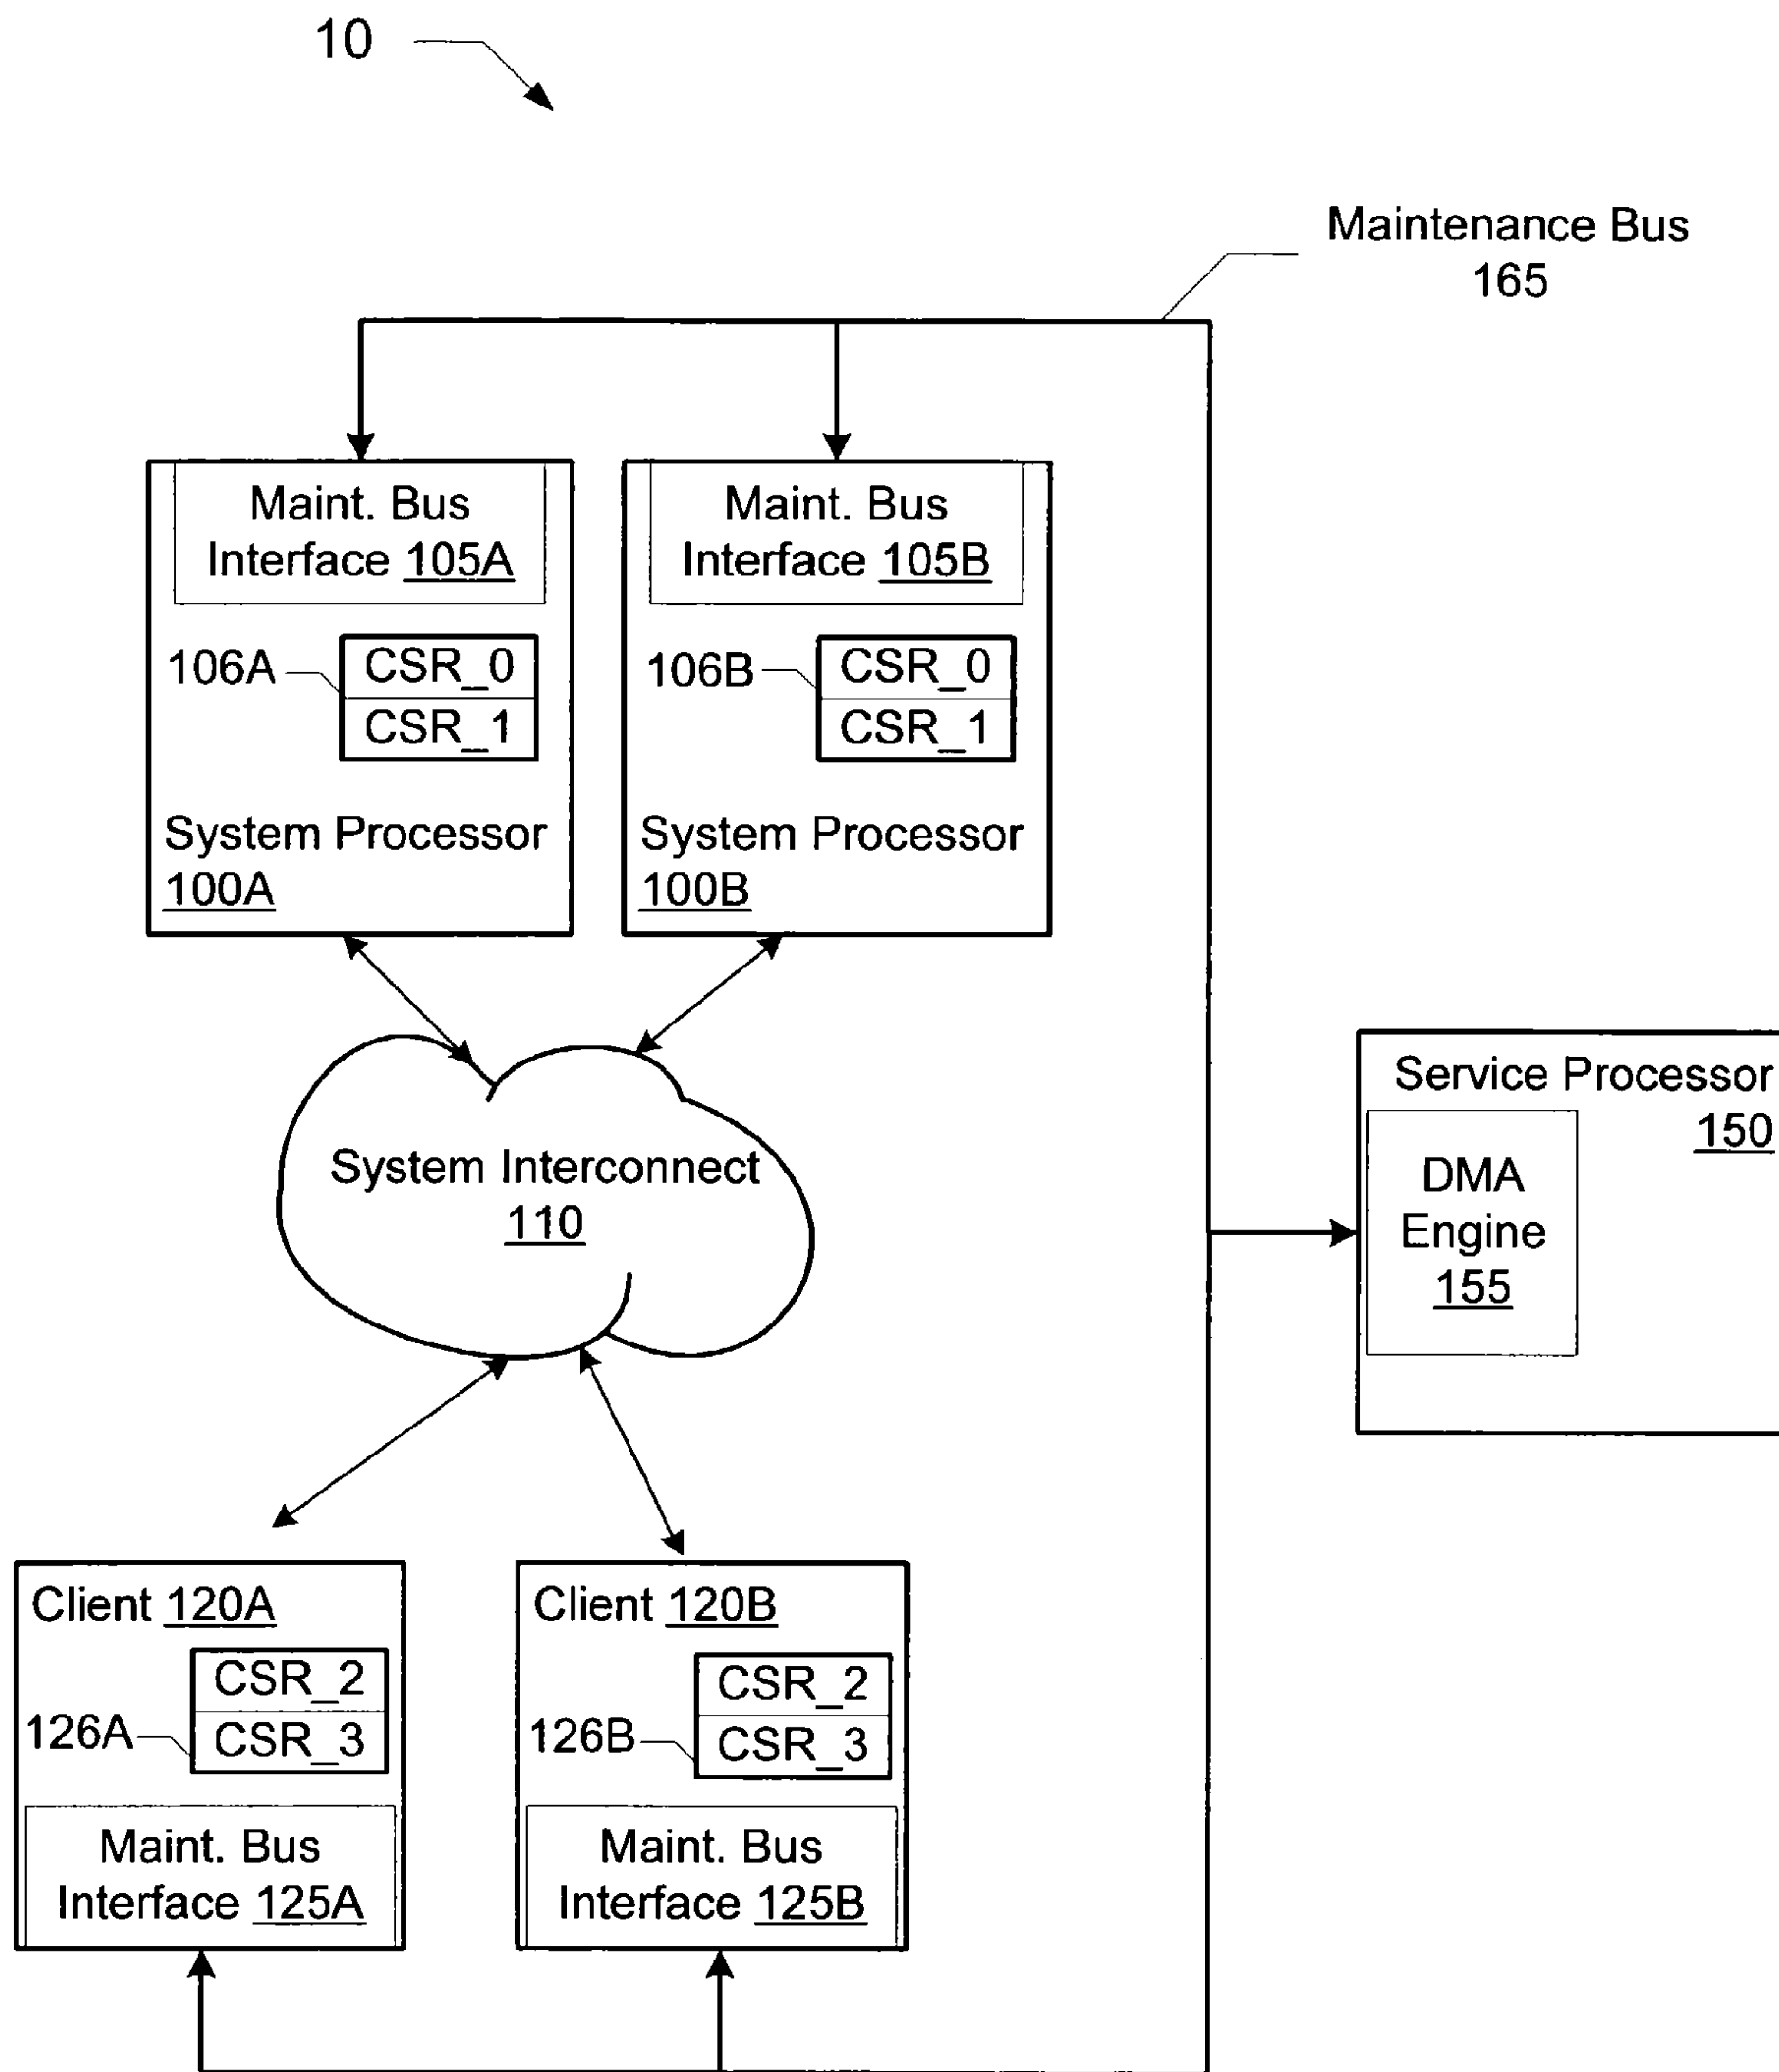 10
Maintenance Bus
165
Maint. Bus
Interface 105A
106A
CSR_0
CSR_1
System Processor
100A
Maint. Bus
Interface 105B
106B
CSR_0
CSR_1
System Processor
100B
System Interconnect
110
Service Processor
150
DMA
Engine
155
Client 120A
CSR_2
126A
CSR_3
Maint. Bus
Interface 125A
Client 120B
CSR_2
126B
CSR_3
Maint. Bus
Interface 125B